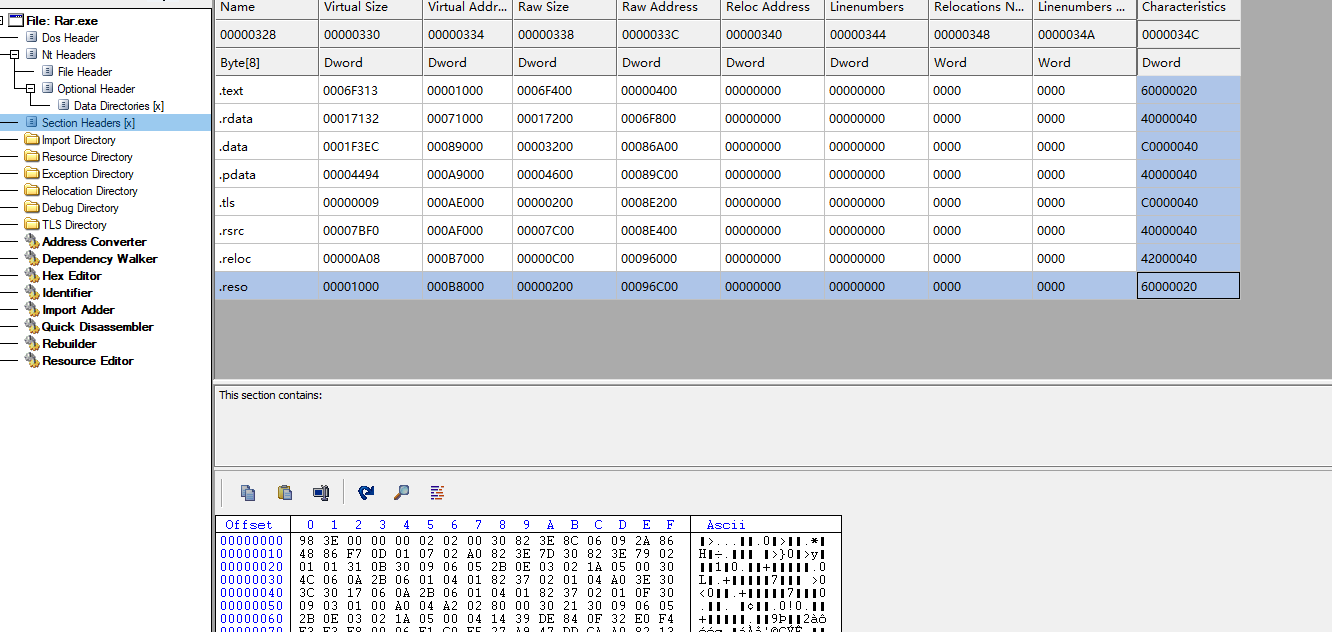 File: Rar.exe
Dos Header
Nt Headers
File Header
Optional Header
Data Directories [x]
Section Headers [x]
Import Directory
Resource Directory
Exception Directory
Relocation Directory
Debug Directory
TLS Directory
Address Converter
Dependency Walker
Hex Editor
Identifier
Import Adder
Quick Disassembler
Rebuilder
Resource Editor
Name Virtual Size Virtual Addr... Raw Size Raw Address Reloc Address Linenumbers Relocations N... Linenumbers ... Characteristics
00000328 00000330 00000334 00000338 0000033C 00000340 00000344 00000348 0000034A 0000034C
Byte[8] Dword Dword Dword Dword Dword Dword Word Word Dword
.text 0006F313 00001000 0006F400 00000400 00000000 00000000 0000 0000 60000020
.rdata 00017132 00071000 00017200 0006F800 00000000 00000000 0000 0000 40000040
.data 0001F3EC 00089000 00003200 00086A00 00000000 00000000 0000 0000 C0000040
.pdata 00004494 000A9000 00004600 00089C00 00000000 00000000 0000 0000 40000040
.tls 00000009 000AE000 00000200 0008E200 00000000 00000000 0000 0000 C0000040
.rsrc 00007BF0 000AF000 00007C00 0008E400 00000000 00000000 0000 0000 40000040
.reloc 00000A08 000B7000 00000C00 00096000 00000000 00000000 0000 0000 42000040
.reso 00001000 000B8000 00000200 00096C00 00000000 00000000 0000 0000 60000020
This section contains:
Offset 0 1 2 3 4 5 6 7 8 9 A B C D E F Ascii
00000000 98 3E 00 00 00 02 02 00 30 82 3E 8C 06 09 2A 86
00000010 48 86 F7 0D 01 07 02 A0 82 3E 7D 30 82 3E 79 02
00000020 01 01 31 0B 30 09 06 05 2B 0E 03 02 1A 05 00 30
00000030 4C 06 0A 2B 06 01 04 01 82 37 02 01 04 A0 3E 30
00000040 3C 30 17 06 0A 2B 06 01 04 01 82 37 02 01 0F 30
00000050 09 03 01 00 A0 04 A2 02 80 00 30 21 30 09 06 05
00000060 2B 0E 03 02 1A 05 00 04 14 39 DE 84 0F 32 E0 F4